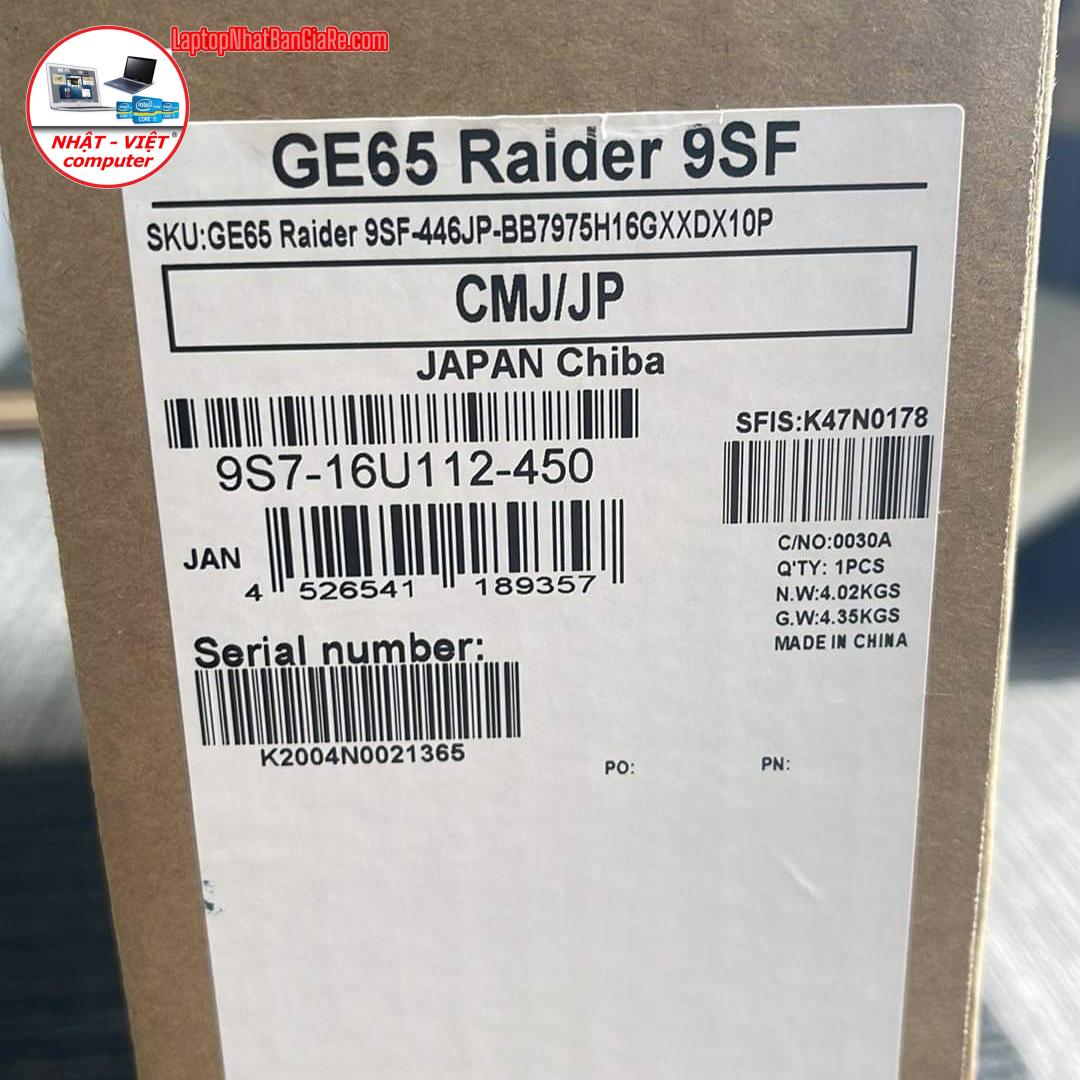 LaptopNhatBanGiaRe.com
NHẬT - VIỆT®
computer
GE65 Raider 9SF
SKU:GE65 Raider 9SF-446JP-BB7975H16GXXDX10P
CMJ/JP
JAPAN Chiba
9S7-16U112-450
SFIS:K47N0178
JAN
4 526541 189357
C/NO:0030A
Q'TY: 1PCS
N.W:4.02KGS
G.W:4.35KGS
MADE IN CHINA
Serial number:
K2004N0021365
PO:
PN: